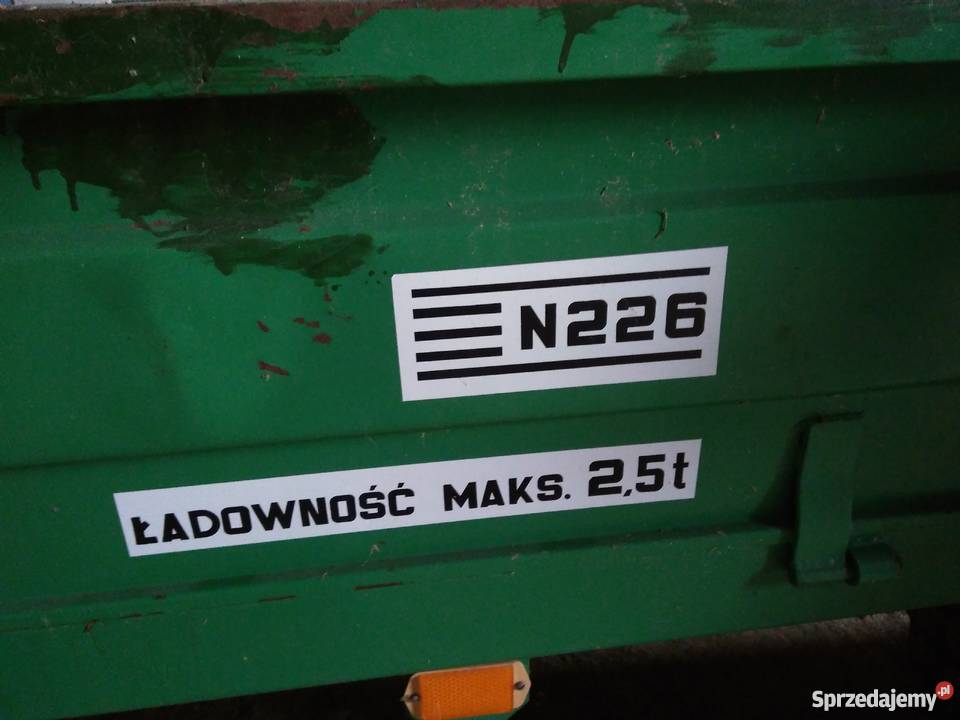 N226
ŁADOWNOŚĆ MAKS. 2,5t
Sprzedajemy.pl